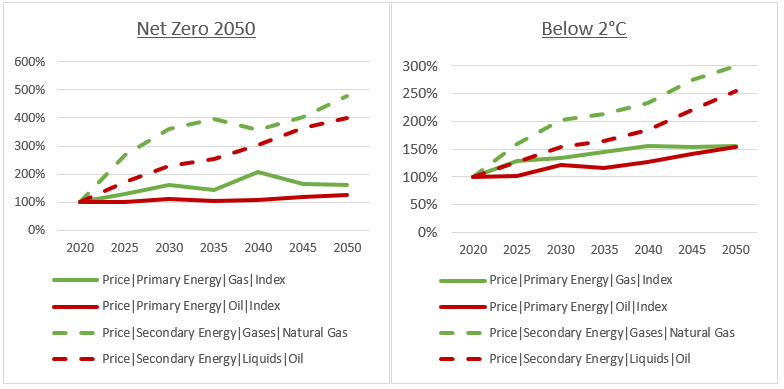 Net Zero 2050
600%
500%
400%
300%
200%
100%
0%
2020 2025 2030 2035 2040 2045 2050
Price|Primary Energy|Gas|Index
Price|Primary Energy|Oil|Index
Price|Secondary Energy|Gases|Natural Gas
Price|Secondary Energy|Liquids|Oil
Below 2°C
300%
250%
200%
150%
100%
50%
0%
2020 2025 2030 2035 2040 2045 2050
Price|Primary Energy|Gas|Index
Price|Primary Energy|Oil|Index
Price|Secondary Energy|Gases|Natural Gas
Price|Secondary Energy|Liquids|Oil